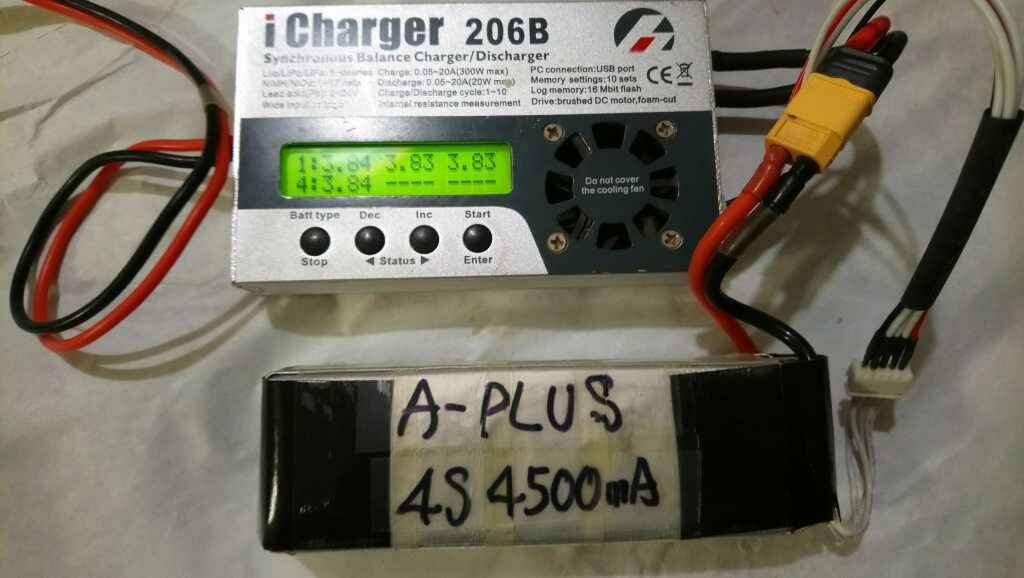 iCharger 206B
Synchronous Balance Charger/Discharger
Charge: 0.05~20A(300W max)
Discharge: 0.05~20A(20W max)
Charge/Discharge cycle: 1~10
Internal resistance measurement
PC connection:USB port
Memory settings:10 sets
Log memory:16 Mbit flash
Drive:brushed DC motor,foam-cut
CE
1:3.84 3.83 3.83
4:3.84 ---- ----
Do not cover
the cooling fan
Batt type Dec Inc Start
Stop ◀ Status ▶ Enter
A-PLUS
4S 4500mA